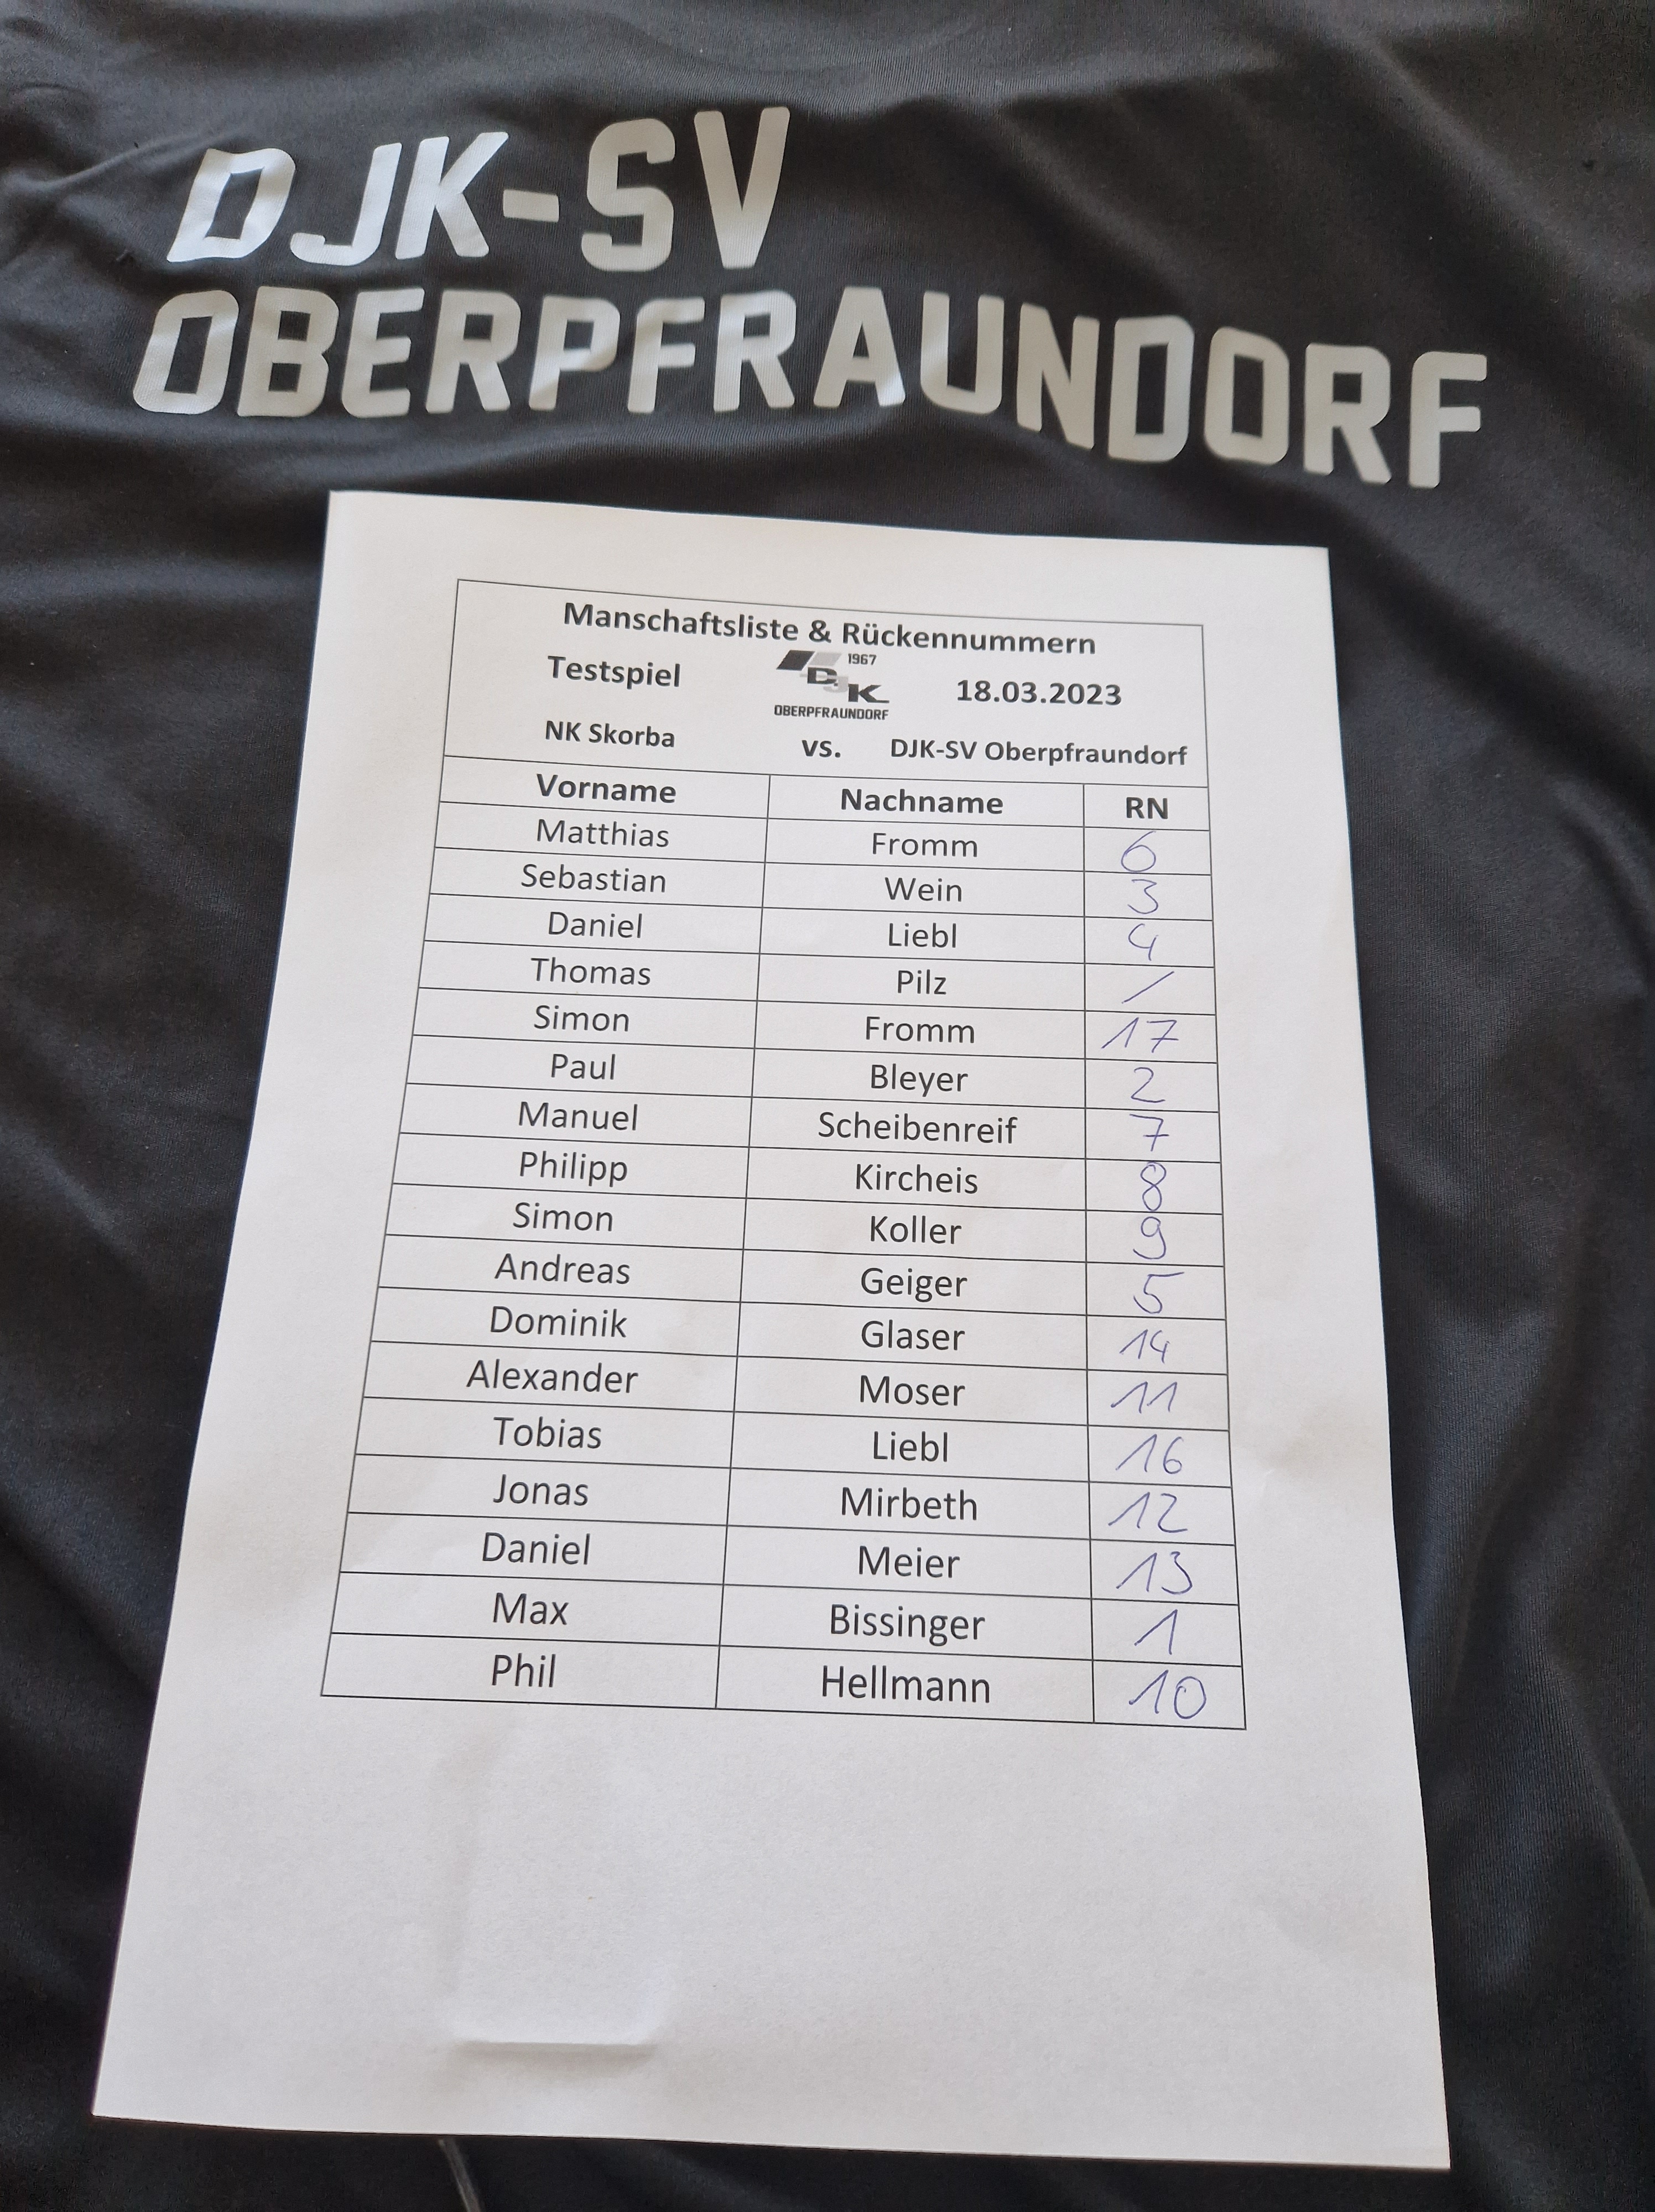 DJK-SV
OBERPFRAUNDORF
Manschaftsliste & Rückennummern
Testspiel 1967 DJK OBERPFRAUNDORF 18.03.2023
NK Skorba vs. DJK-SV Oberpfraundorf
Vorname Nachname RN
Matthias Fromm 6
Sebastian Wein 3
Daniel Liebl 4
Thomas Pilz /
Simon Fromm 17
Paul Bleyer 2
Manuel Scheibenreif 7
Philipp Kircheis 8
Simon Koller 9
Andreas Geiger 5
Dominik Glaser 14
Alexander Moser 11
Tobias Liebl 16
Jonas Mirbeth 12
Daniel Meier 13
Max Bissinger 1
Phil Hellmann 10